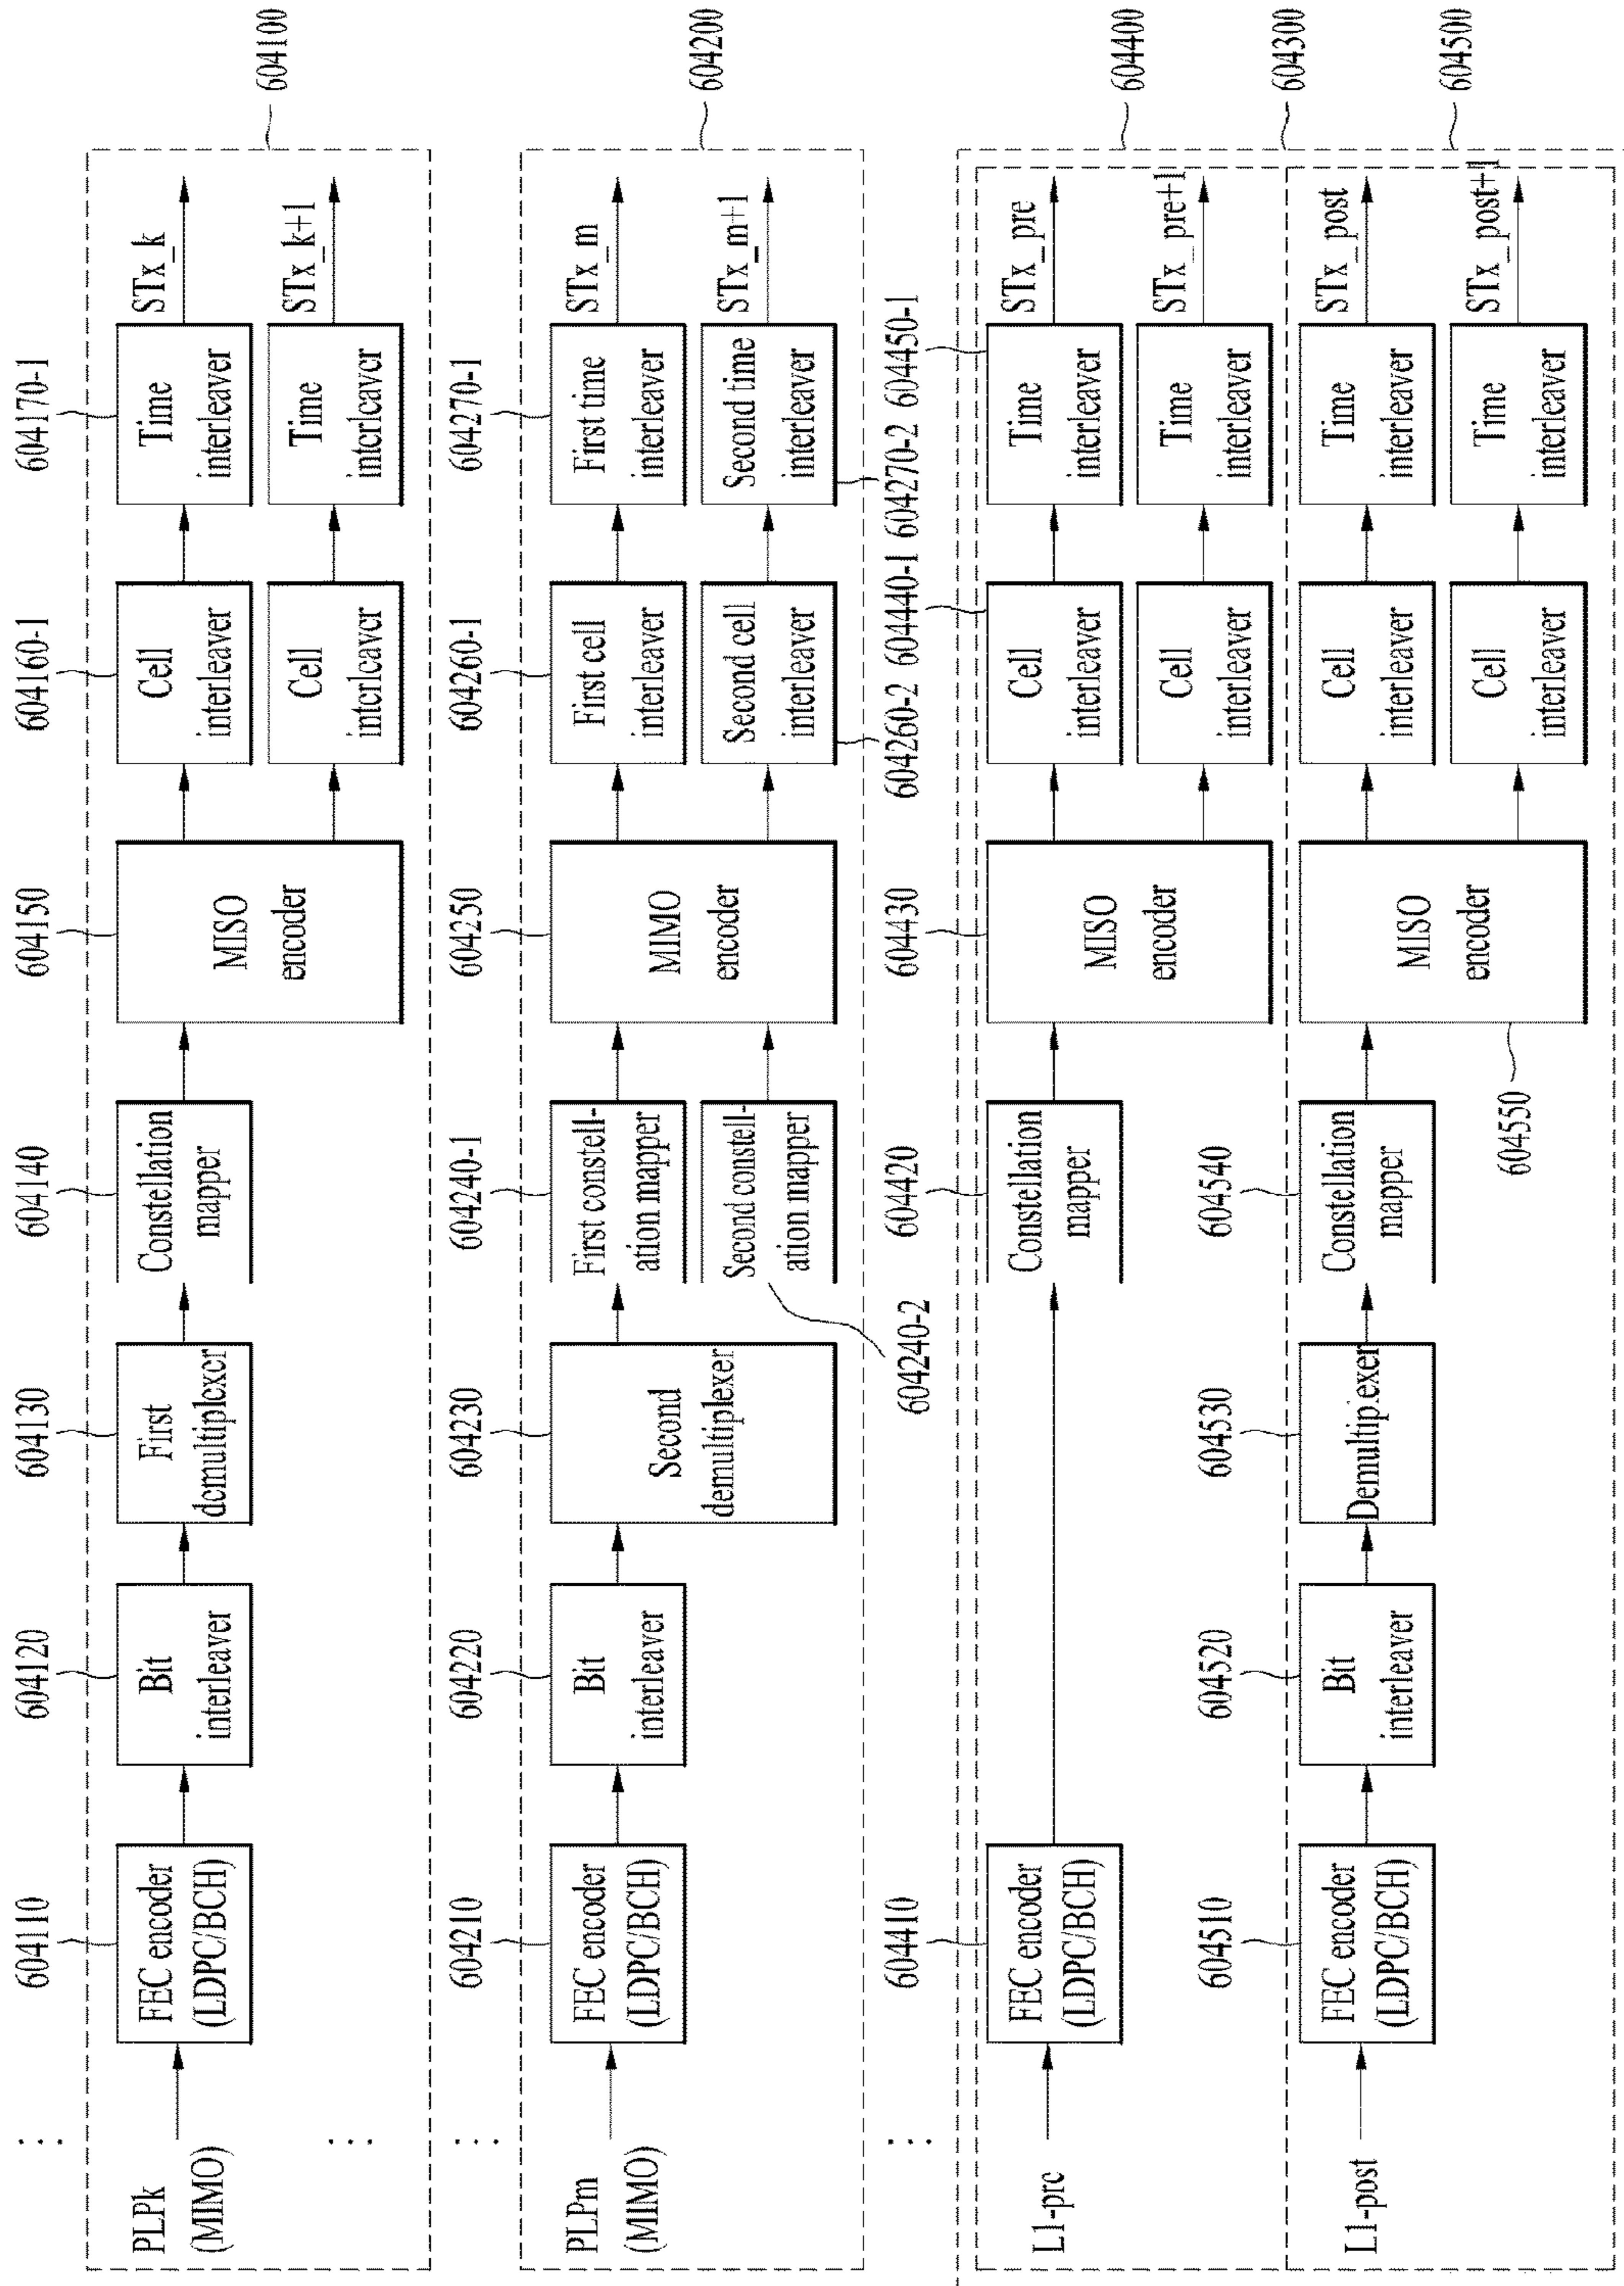 604110
604120
604130
604140
604150
604160-1
604170-1
PLPk
(MIMO)
FEC encoder
(LDPC/BCH)
Bit
interleaver
First
demultiplexer
Constellation
mapper
MISO
encoder
Cell
interleaver
Time
interleaver
STx_k
Cell
interleaver
Time
interleaver
STx_k+1
604100
604210
604220
604230
604240-1
604250
604260-1
604270-1
PLPm
(MIMO)
FEC encoder
(LDPC/BCH)
Bit
interleaver
Second
demultiplexer
First constell-
ation mapper
Second constell-
ation mapper
604240-2
MIMO
encoder
First cell
interleaver
First time
interleaver
STx_m
Second cell
interleaver
Second time
interleaver
STx_m+1
604200
604260-2
604270-2
604410
604420
604430
604440-1
604450-1
L1-pre
FEC encoder
(LDPC/BCH)
Constellation
mapper
MISO
encoder
Cell
interleaver
Time
interleaver
STx_pre
Cell
interleaver
Time
interleaver
STx_pre+1
604400
604300
604510
604520
604530
604540
L1-post
FEC encoder
(LDPC/BCH)
Bit
interleaver
Demultiplexer
Constellation
mapper
MISO
encoder
604550
Cell
interleaver
Time
interleaver
STx_post
Cell
interleaver
Time
interleaver
STx_post+1
604500